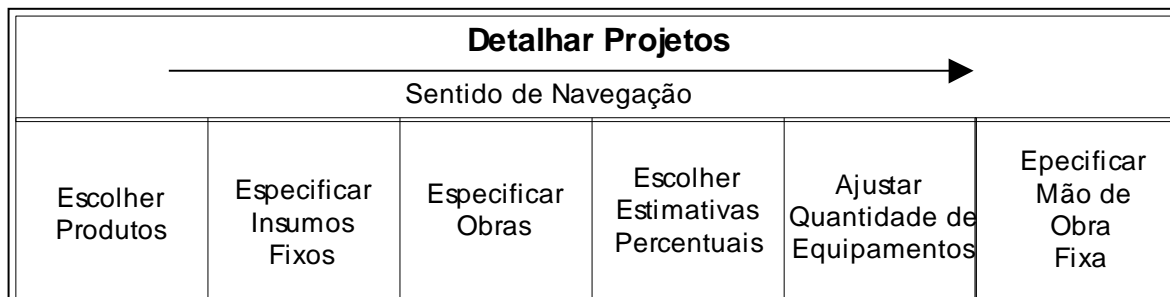 Detalhar Projetos
Sentido de Navegação
Escolher
Produtos
Especificar
Insumos
Fixos
Especificar
Obras
Escolher
Estimativas
Percentuais
Ajustar
Quantidade de
Equipamentos
Epecificar
Mão de
Obra
Fixa